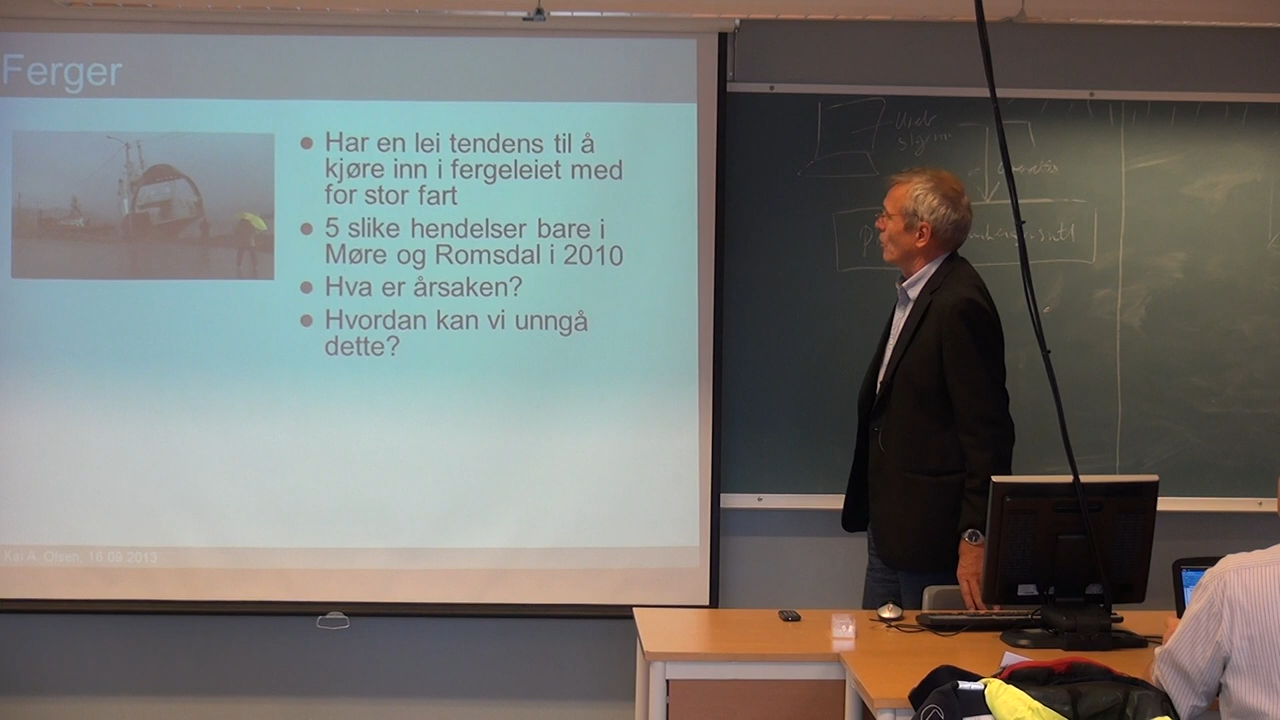 Ferger
Har en lei tendens til å
kjøre inn i fergeleiet med
for stor fart
5 slike hendelser bare i
Møre og Romsdal i 2010
Hva er årsaken?
Hvordan kan vi unngå
dette?
Kai A. Olsen, 16.09.2013